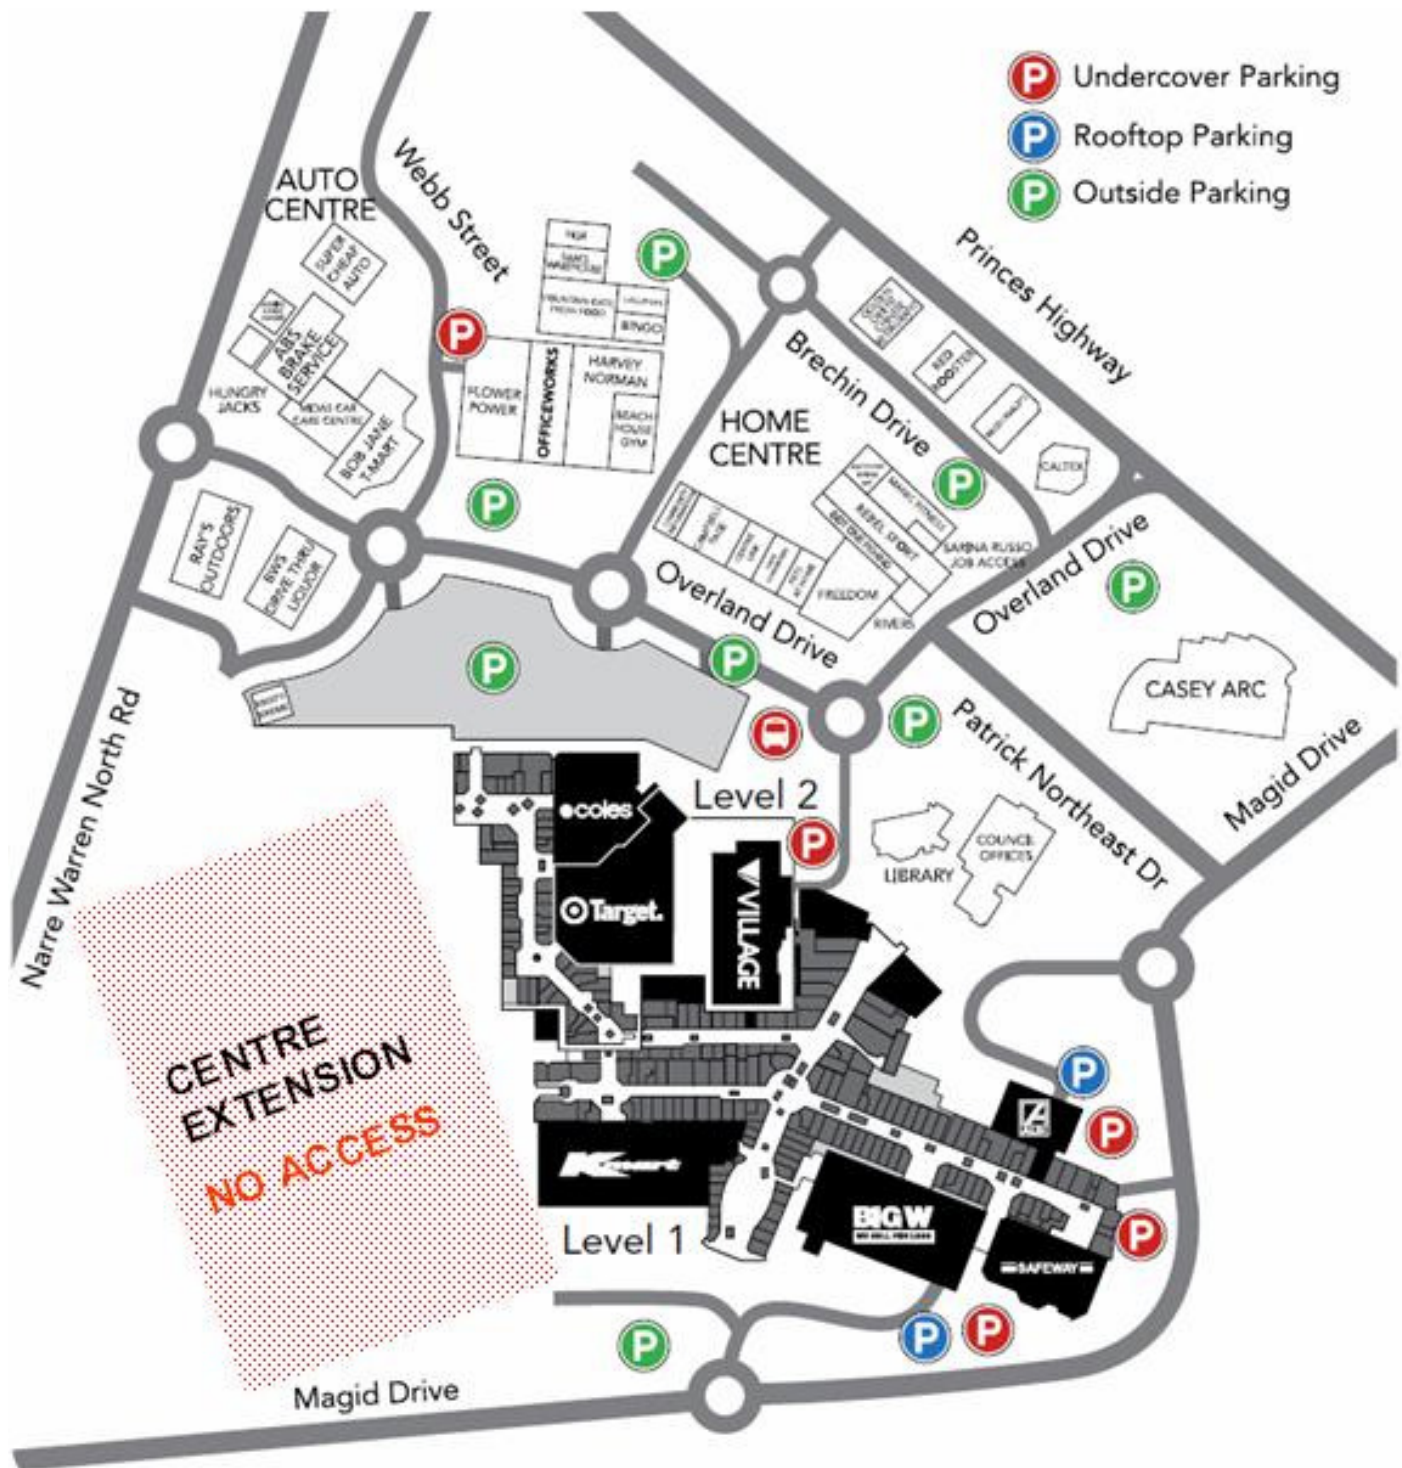 P Undercover Parking
P Rooftop Parking
P Outside Parking
Princes Highway
Webb Street
AUTO
CENTRE
SUPER
CHEAP
AUTO
ABS
BRAKE
SERVICE
HUNGRY
JACKS
MIDAS CAR
CARE CENTRE
BOB JANE
T-MART
P
P
FLOWER
POWER
OFFICEWORKS
HARVEY
NORMAN
BINGO
BEACH
HOUSE
GYM
P
Brechin Drive
HOME
CENTRE
RED
ROOSTER
CALTEX
P
REBEL SPORT
SARINA RUSSO
JOB ACCESS
FREEDOM
RIVERS
RAY'S
OUTDOORS
BWS
DRIVE THRU
LIQUOR
Overland Drive
Overland Drive
P
CASEY ARC
P
P
P
Patrick Northeast Dr
Magid Drive
Narre Warren North Rd
coles
Level 2
P
Target.
VILLAGE
LIBRARY
COUNCIL
OFFICES
CENTRE
EXTENSION
NO ACCESS
P
P
Kmart
Level 1
BIG W
WE SELL FOR LESS
SAFEWAY
P
P
P
P
Magid Drive